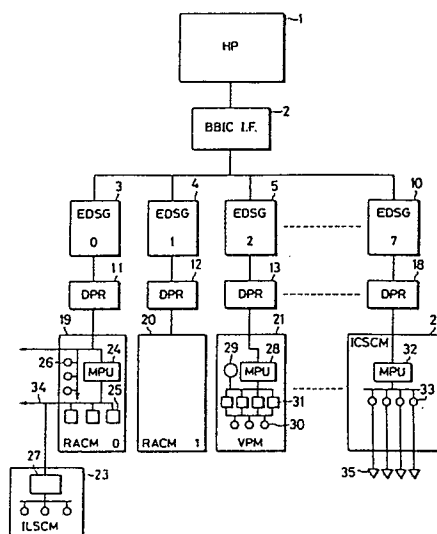 1
HP
2
BBIC I.F.
3 4 5 10
EDSG 0
EDSG 1
EDSG 2
EDSG 7
11 12 13 18
DPR DPR DPR DPR
19 20 21 2
ICSCM
26 24 MPU
29 28 MPU
32 MPU
34 25
31
33
30
RACM 0
RACM 1
VPM
35
27 23
ILSCM